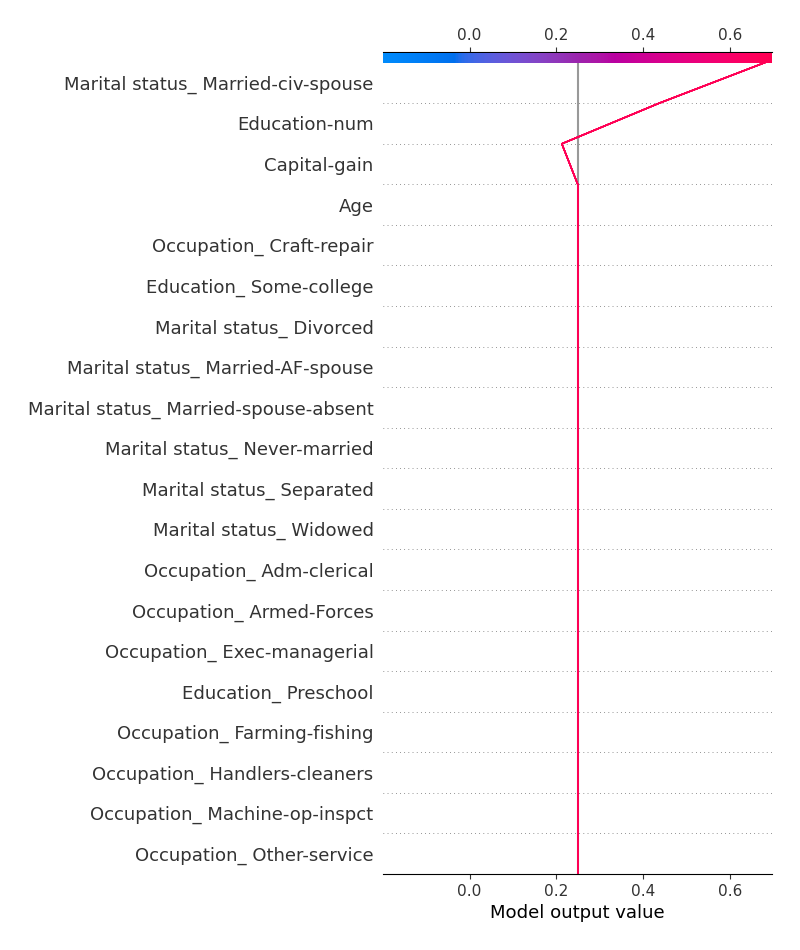 0.0 0.2 0.4 0.6
Marital status_ Married-civ-spouse
Education-num
Capital-gain
Age
Occupation_ Craft-repair
Education_ Some-college
Marital status_ Divorced
Marital status_ Married-AF-spouse
Marital status_ Married-spouse-absent
Marital status_ Never-married
Marital status_ Separated
Marital status_ Widowed
Occupation_ Adm-clerical
Occupation_ Armed-Forces
Occupation_ Exec-managerial
Education_ Preschool
Occupation_ Farming-fishing
Occupation_ Handlers-cleaners
Occupation_ Machine-op-inspct
Occupation_ Other-service
0.0 0.2 0.4 0.6
Model output value